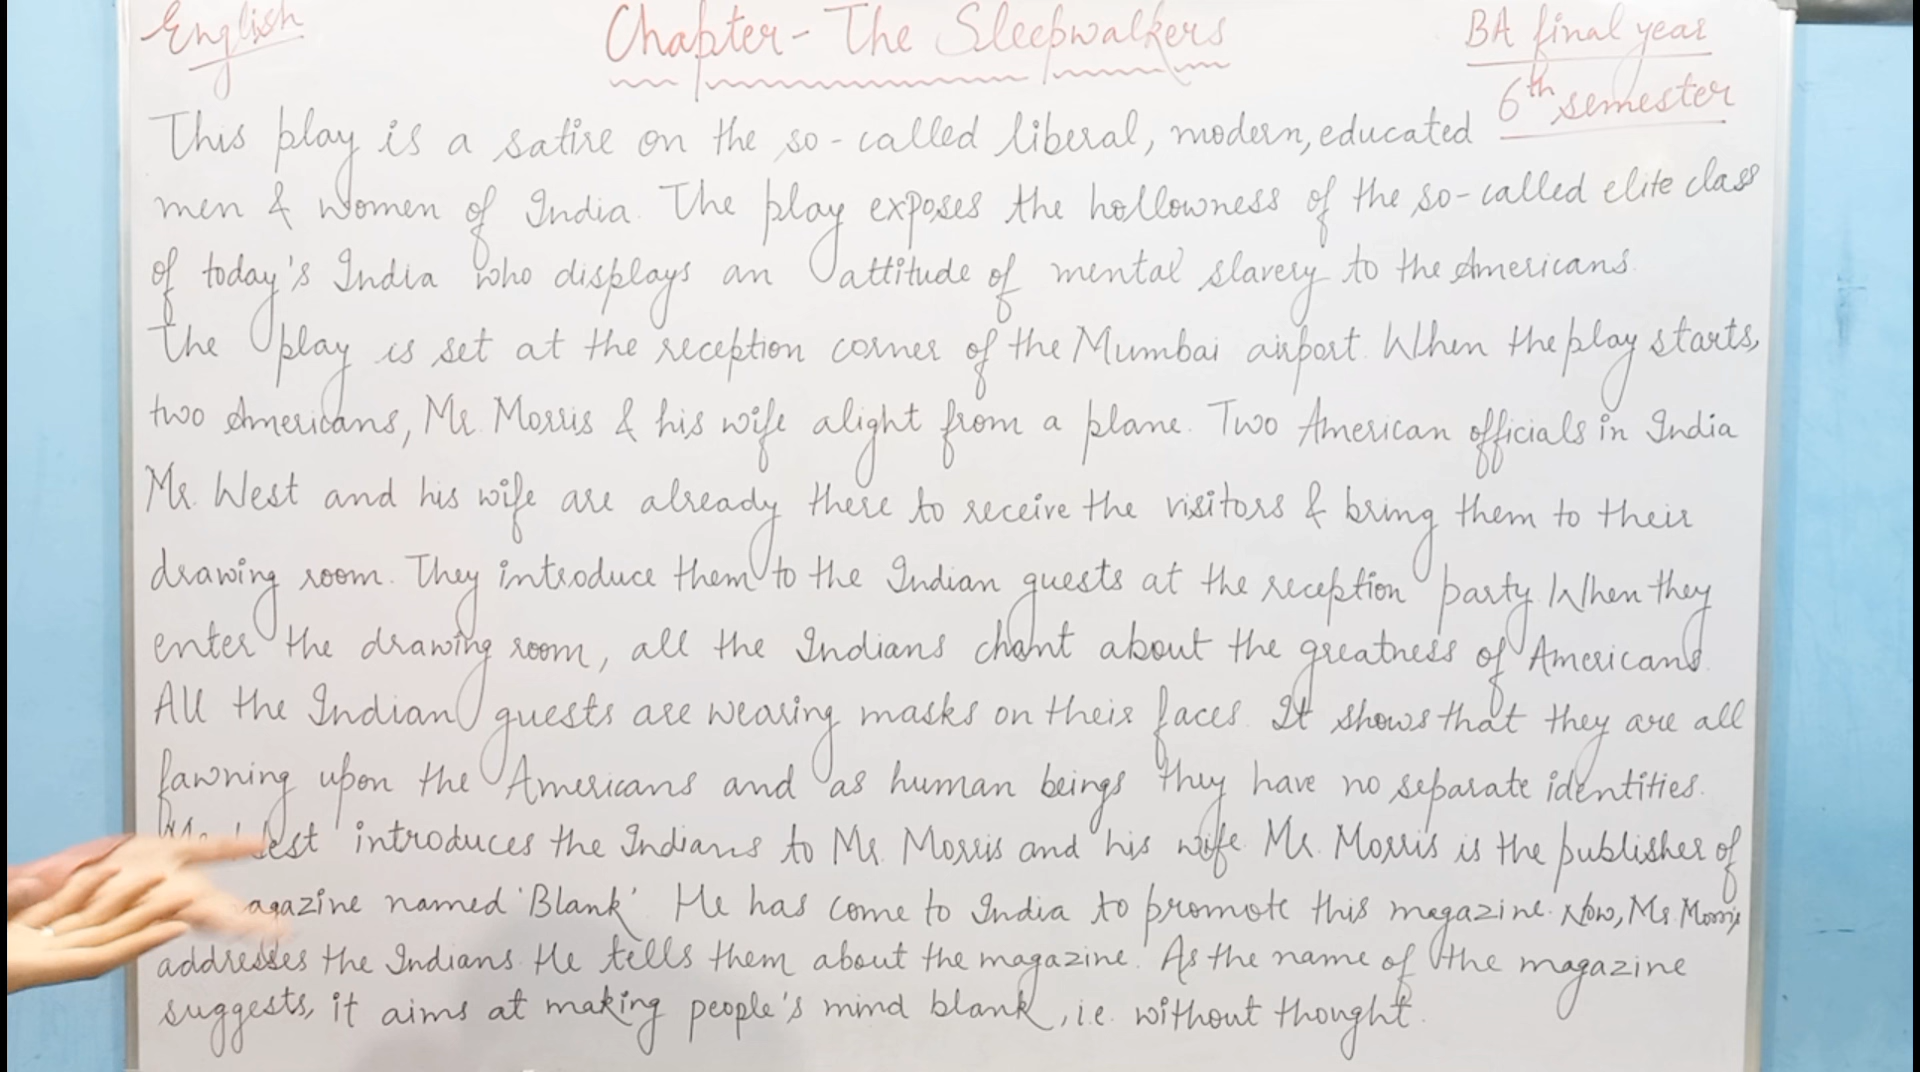 English
Chapter - The Sleepwalkers
BA final year
6th semester
This play is a satire on the so-called liberal, modern, educated
men & women of India. The play exposes the hollowness of the so-called elite class
of today's India who displays an attitude of mental slavery to the Americans.
The play is set at the reception corner of the Mumbai airport. When the play starts,
two Americans, Mr. Morris & his wife alight from a plane. Two American officials in India
Mr. West and his wife are already there to receive the visitors & bring them to their
drawing room. They introduce them to the Indian guests at the reception party When they
enter the drawing room, all the Indians chant about the greatness of Americans.
All the Indian guests are wearing masks on their faces. It shows that they are all
fawning upon the Americans and as human beings they have no separate identities.
introduces the Indians to Mr. Morris and his wife. Mr. Morris is the publisher of
named 'Blank'. He has come to India to promote this magazine. Now, Mr. Morris
addresses the Indians. He tells them about the magazine. As the name of the magazine
suggests, it aims at making people's mind blank, i.e. without thought.